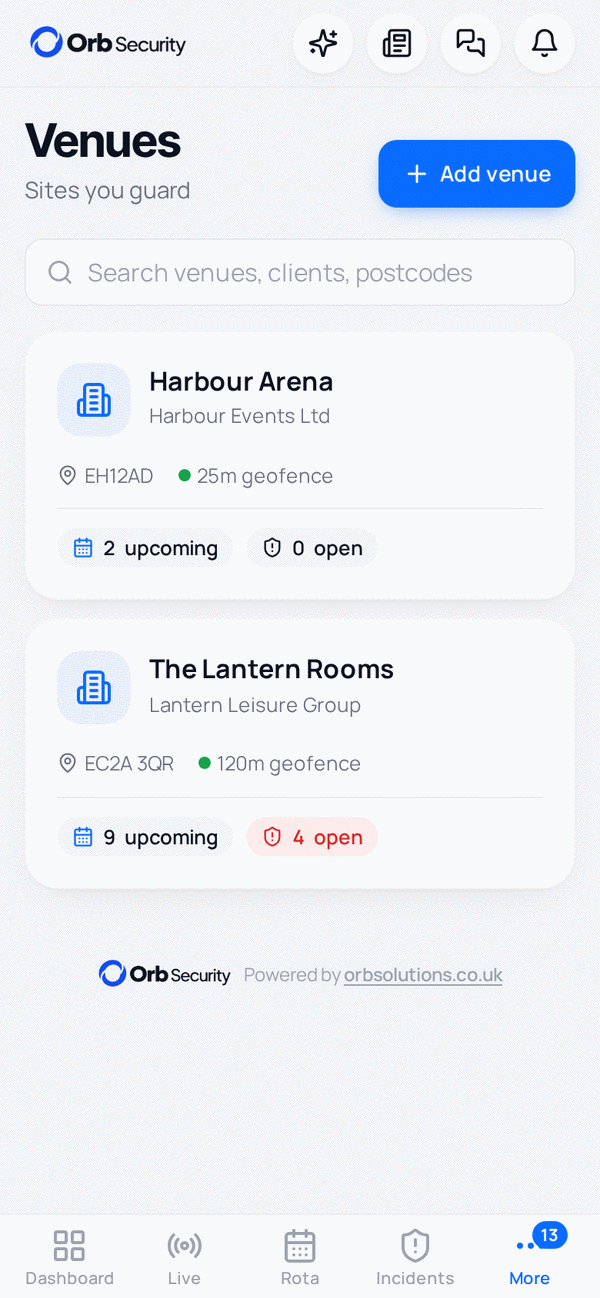 Orb Security
Venues
Sites you guard
Add venue
Search venues, clients, postcodes
Harbour Arena
Harbour Events Ltd
EH12AD 25m geofence
2 upcoming 0 open
The Lantern Rooms
Lantern Leisure Group
EC2A 3QR 120m geofence
9 upcoming 4 open
Orb Security Powered by orbsolutions.co.uk
13
Dashboard Live Rota Incidents More